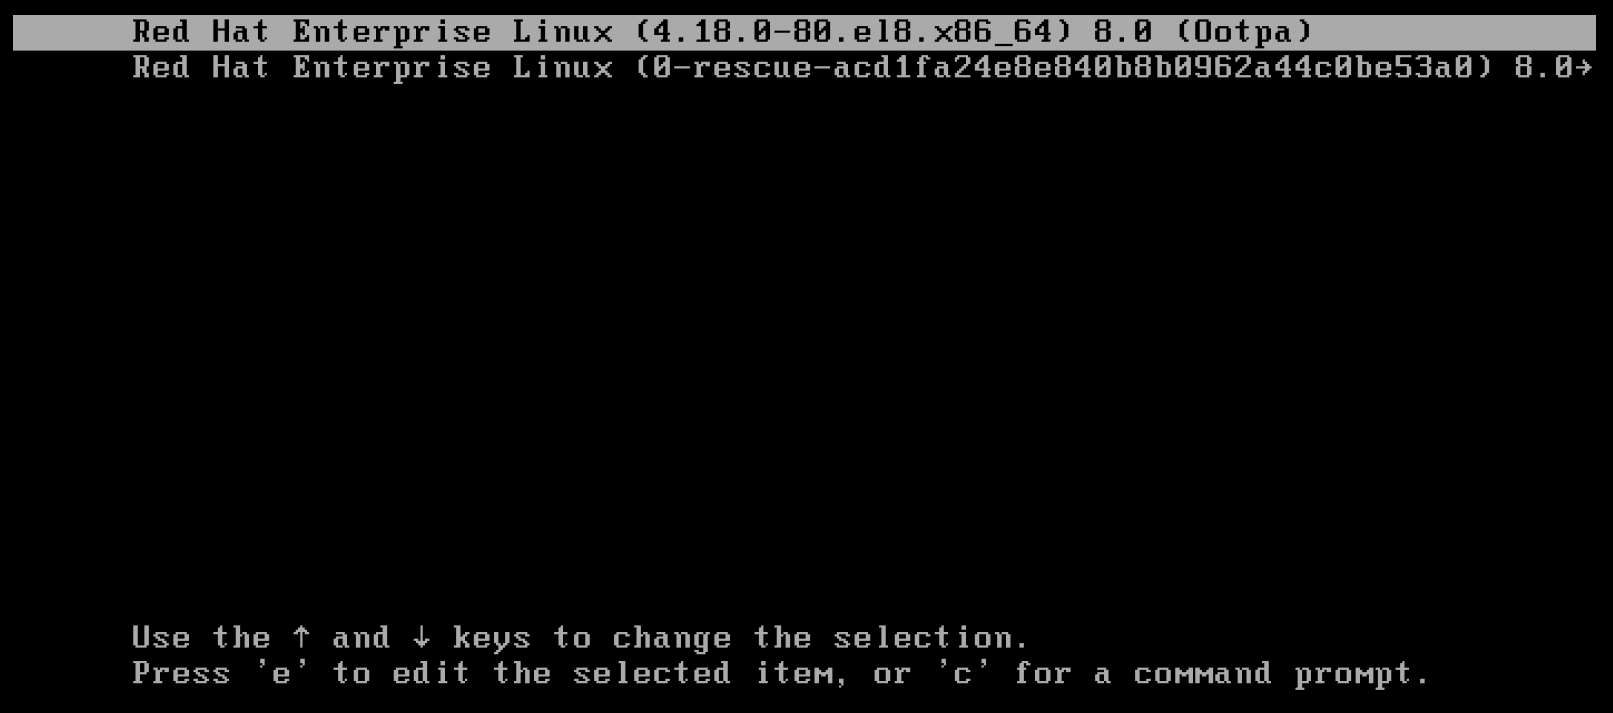 Red Hat Enterprise Linux (4.18.0-80.el8.x86_64) 8.0 (Ootpa)
Red Hat Enterprise Linux (0-rescue-acd1fa24e8e840b8b0962a44c0be53a0) 8.0→
Use the ↑ and ↓ keys to change the selection.
Press 'e' to edit the selected item, or 'c' for a command prompt.